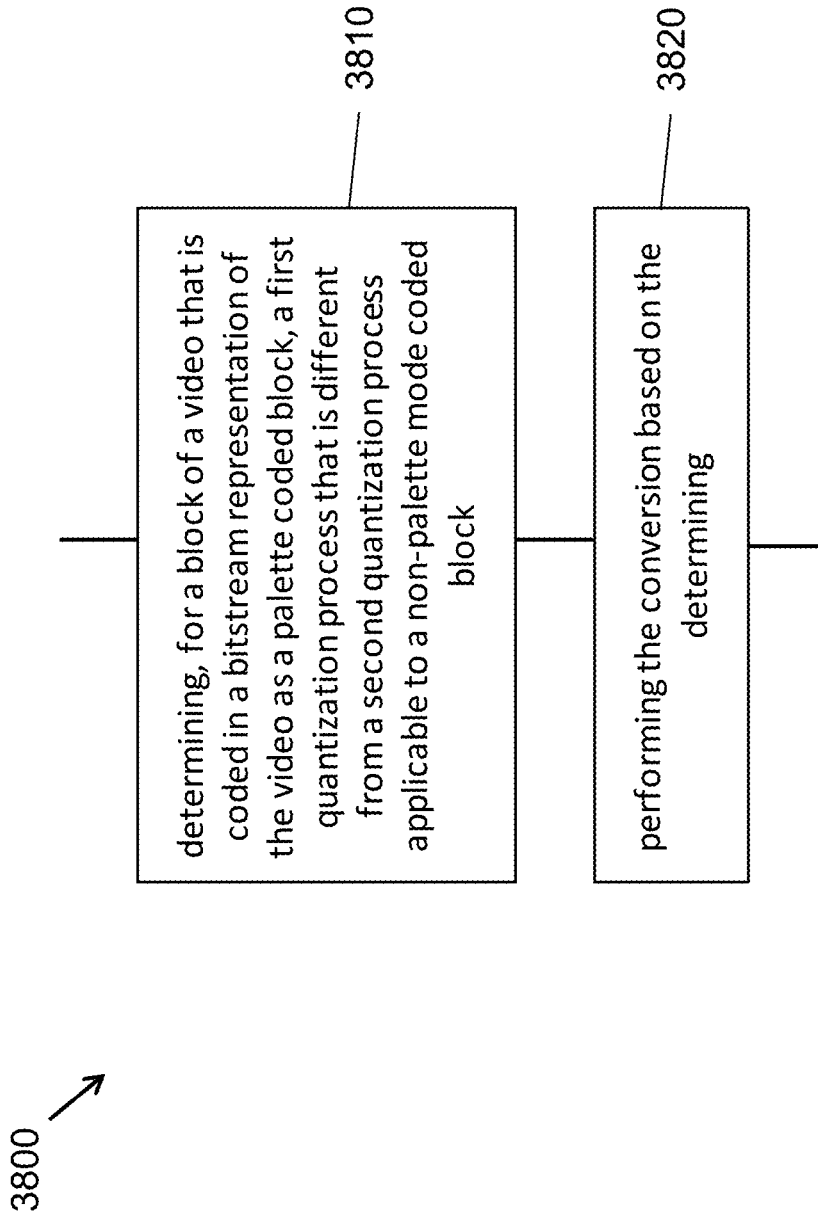 3800
determining, for a block of a video that is
coded in a bitstream representation of
the video as a palette coded block, a first
quantization process that is different
from a second quantization process
applicable to a non-palette mode coded
block
3810
performing the conversion based on the
determining
3820